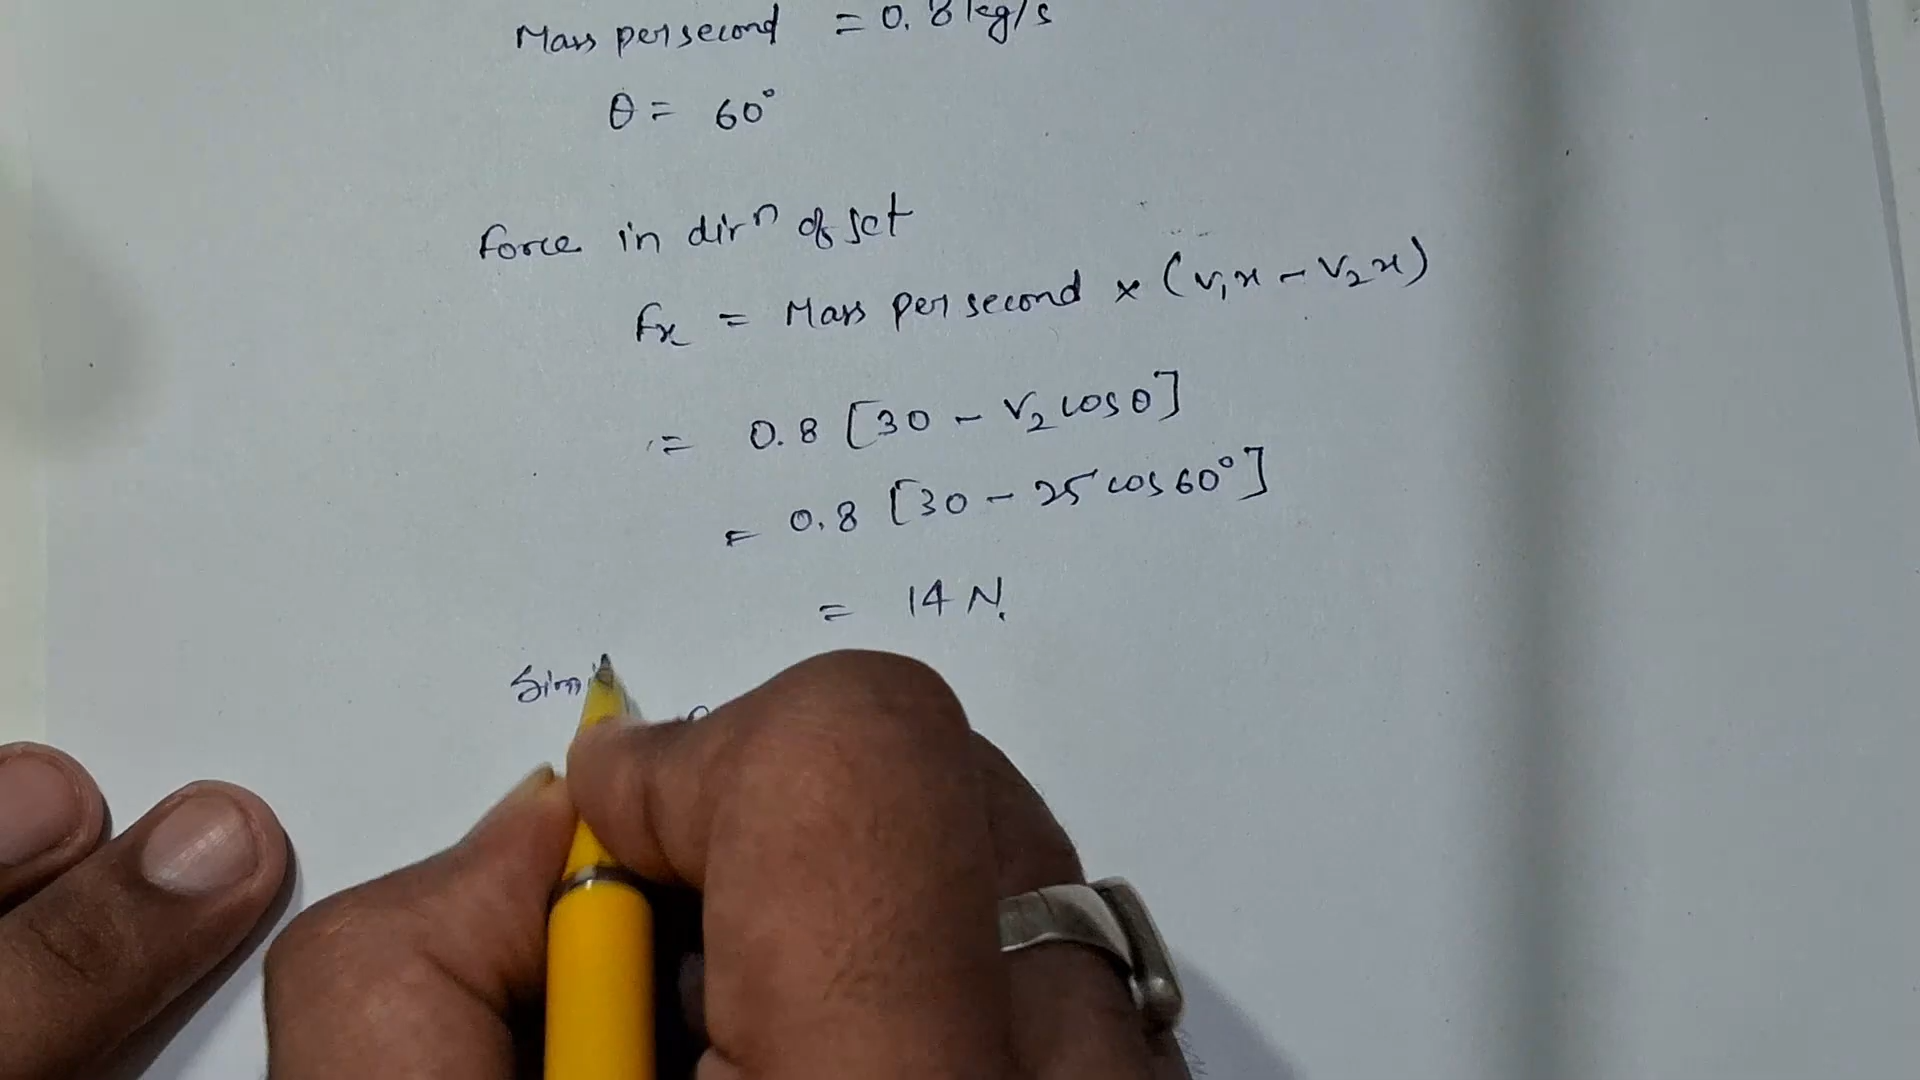 Mass per second = 0.8 kg/s
θ = 60°
Force in dirⁿ of Jet
Fx = Mass per second × (V₁x - V₂x)
= 0.8 [30 - V₂ cos θ]
= 0.8 [30 - 25 cos 60°]
= 14 N.
Simi